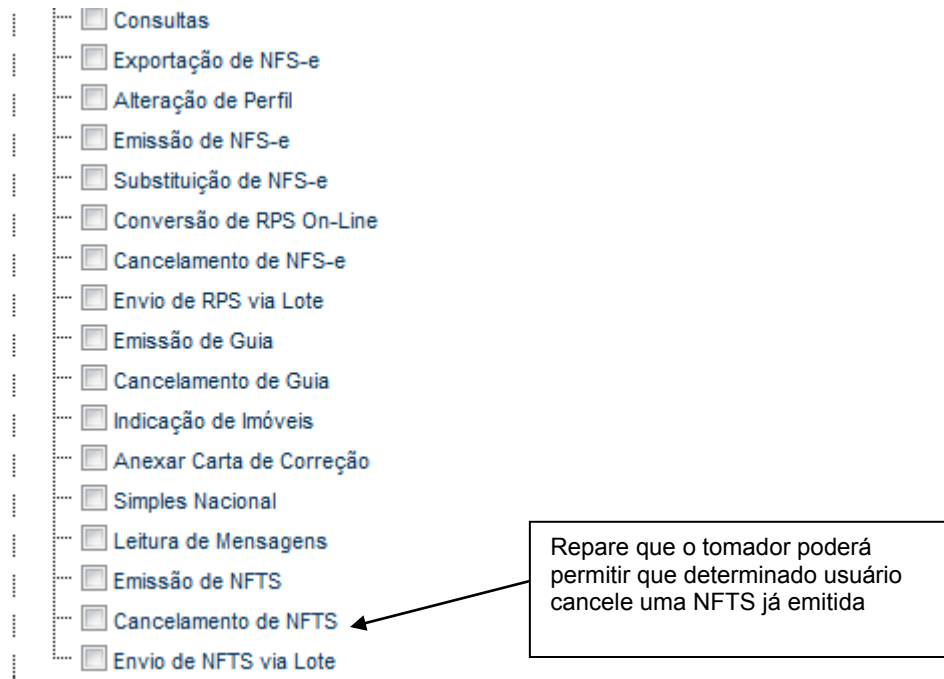 Consultas
Exportação de NFS-e
Alteração de Perfil
Emissão de NFS-e
Substituição de NFS-e
Conversão de RPS On-Line
Cancelamento de NFS-e
Envio de RPS via Lote
Emissão de Guia
Cancelamento de Guia
Indicação de Imóveis
Anexar Carta de Correção
Simples Nacional
Leitura de Mensagens
Emissão de NFTS
Cancelamento de NFTS
Envio de NFTS via Lote
Repare que o tomador poderá
permitir que determinado usuário
cancele uma NFTS já emitida